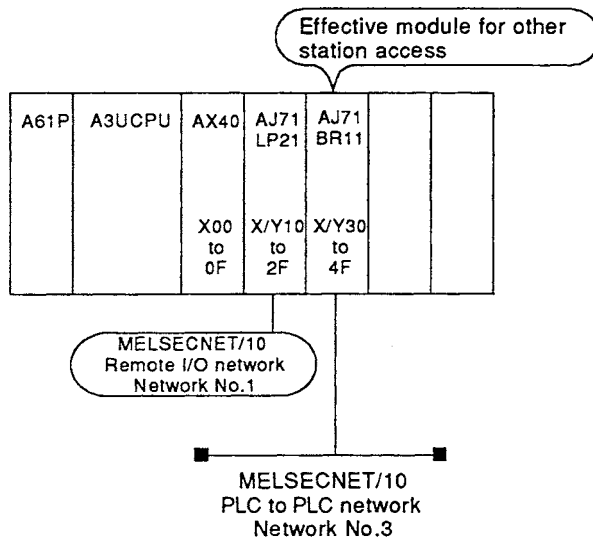 Effective module for other
station access
A61P
A3UCPU
AX40
X00
to
0F
AJ71
LP21
X/Y10
to
2F
AJ71
BR11
X/Y30
to
4F
MELSECNET/10
Remote I/O network
Network No.1
MELSECNET/10
PLC to PLC network
Network No.3